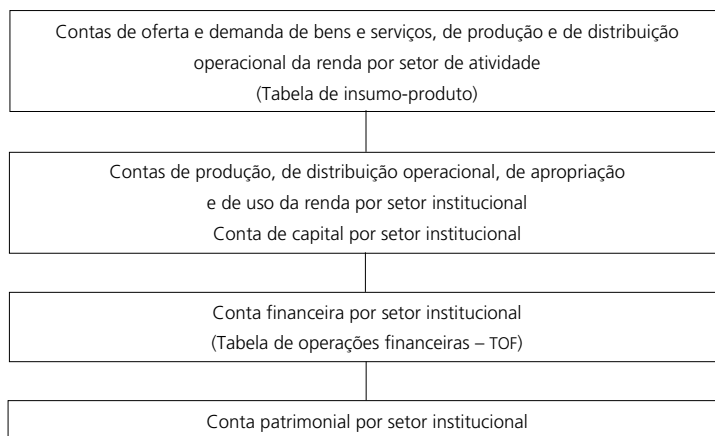 Contas de oferta e demanda de bens e serviços, de produção e de distribuição
operacional da renda por setor de atividade
(Tabela de insumo-produto)
Contas de produção, de distribuição operacional, de apropriação
e de uso da renda por setor institucional
Conta de capital por setor institucional
Conta financeira por setor institucional
(Tabela de operações financeiras – TOF)
Conta patrimonial por setor institucional